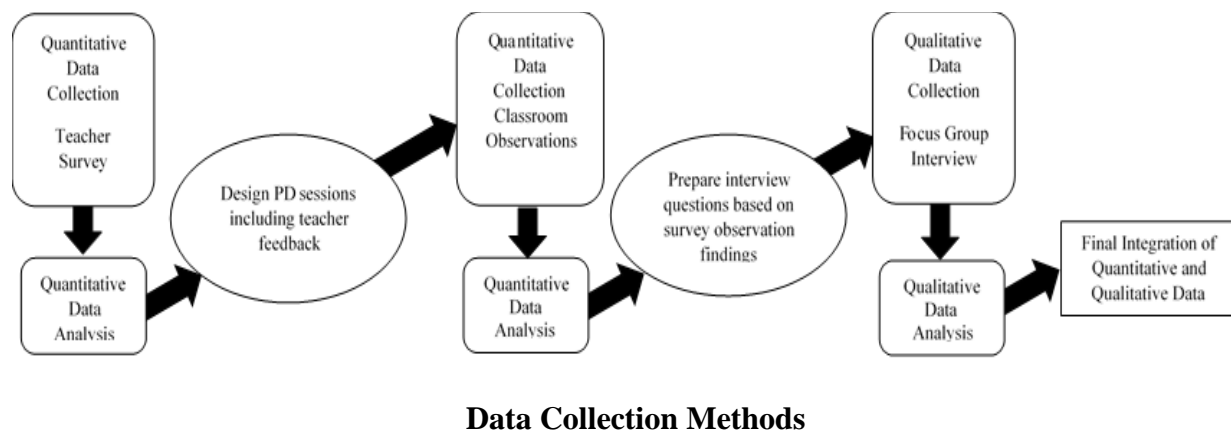 Quantitative
Data
Collection
Teacher
Survey
Quantitative
Data
Analysis
Design PD sessions
including teacher
feedback
Quantitative
Data
Collection
Classroom
Observations
Quantitative
Data
Analysis
Prepare interview
questions based on
survey observation
findings
Qualitative
Data
Collection
Focus Group
Interview
Qualitative
Data
Analysis
Final Integration of
Quantitative and
Qualitative Data
Data Collection Methods